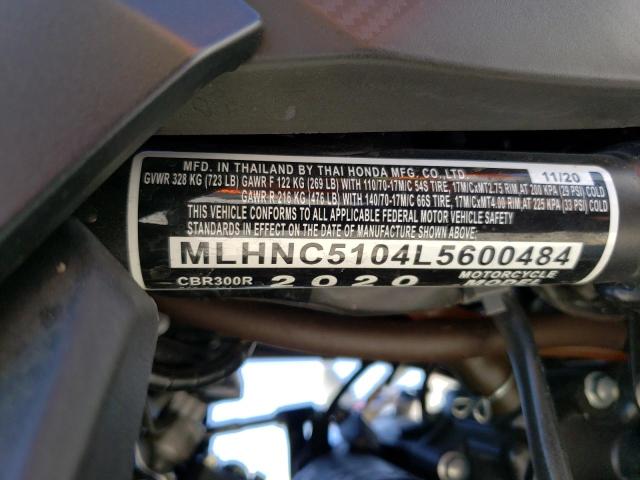 MFD. IN THAILAND BY THAI HONDA MFG. CO., LTD. 11/20
GVWR 328 KG (723 LB) GAWR F 122 KG (269 LB) WITH 110/70-17M/C 54S TIRE, 17M/CxMT2.75 RIM, AT 200 KPA (29 PSI) COLD
GAWR R 216 KG (476 LB) WITH 140/70-17M/C 66S TIRE, 17M/CxMT4.00 RIM, AT 225 KPA (33 PSI) COLD
THIS VEHICLE CONFORMS TO ALL APPLICABLE FEDERAL MOTOR VEHICLE SAFETY
STANDARDS IN EFFECT ON THE DATE OF MANUFACTURE SHOWN ABOVE.
MLHNC5104L5600484
CBR300R 2020 MOTORCYCLE
MODEL